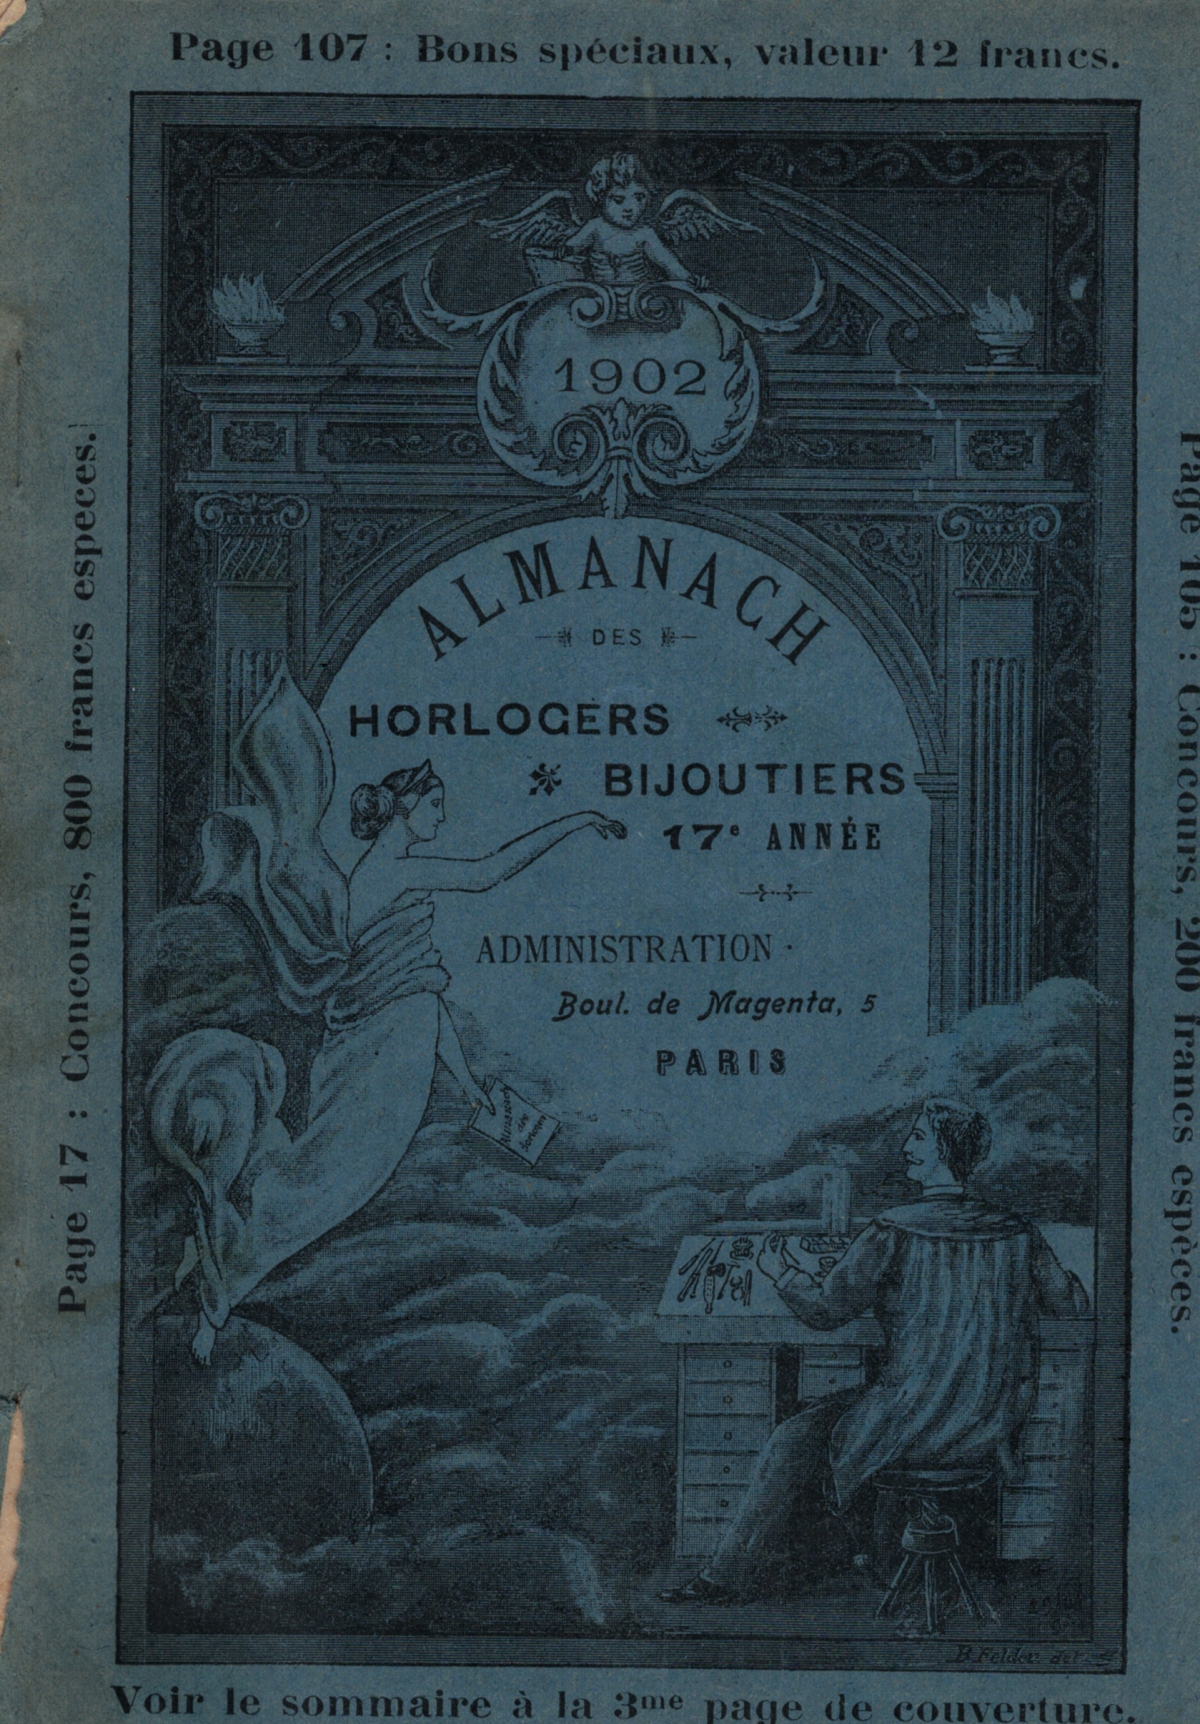 Page 107 : Bons spéciaux, valeur 12 francs.
Page 17 : Concours, 800 francs especes.
1902
ALMANACH
DES
HORLOGERS
BIJOUTIERS
17e ANNÉE
ADMINISTRATION
Boul. de Magenta, 5
PARIS
Page 105 : Concours, 200 francs espèces.
B. Felder del.
Voir le sommaire à la 3me page de couverture.